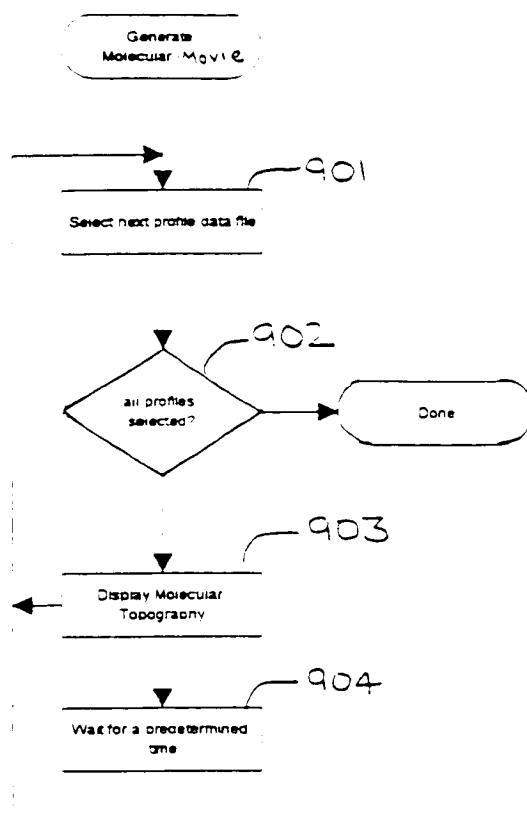 Generate
Molecular Movie
901
Select next profile data file
902
all profiles
selected?
Done
903
Display Molecular
Topography
904
Wait for a predetermined
time